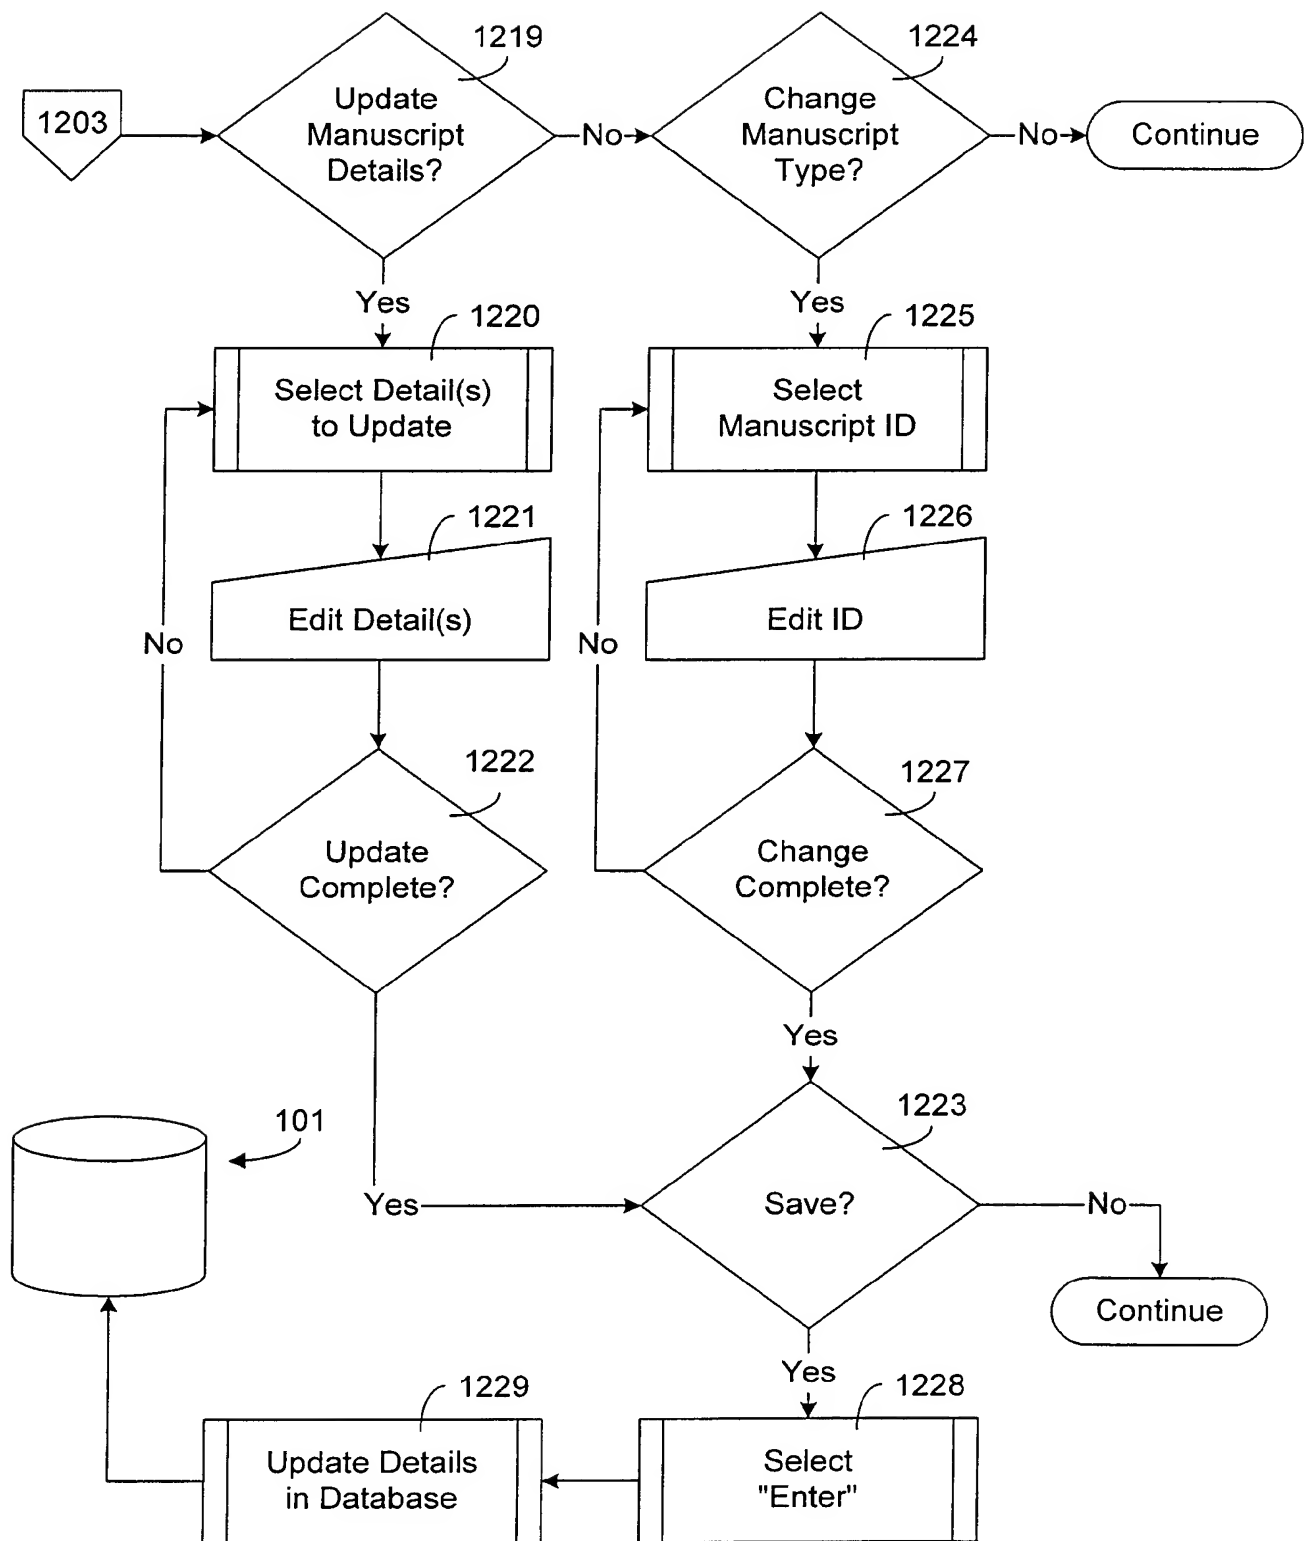 1219
1224
1203
Update
Manuscript
Details?
No
Change
Manuscript
Type?
No
Continue
Yes
Yes
1220
1225
Select Detail(s)
to Update
Select
Manuscript ID
1221
1226
Edit Detail(s)
Edit ID
No
No
1222
1227
Update
Complete?
Change
Complete?
Yes
101
1223
Yes
Save?
No
Continue
Yes
1229
1228
Update Details
in Database
Select
"Enter"